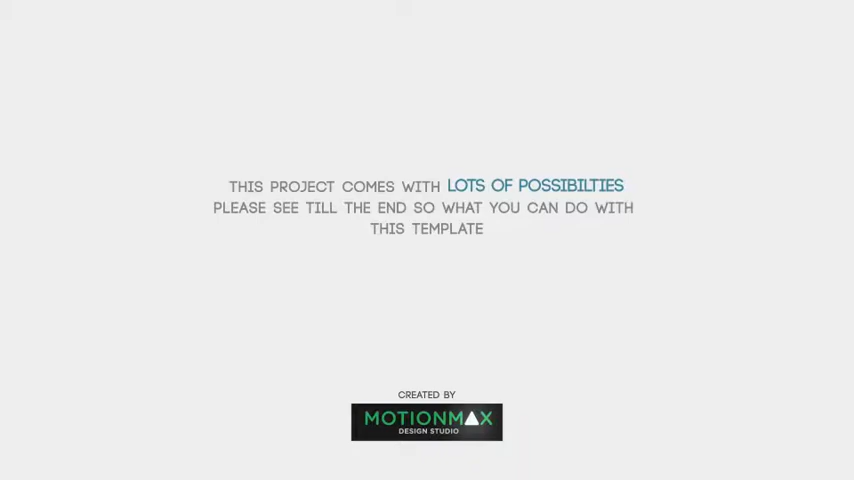 THIS PROJECT COMES WITH LOTS OF POSSIBILTIES
PLEASE SEE TILL THE END SO WHAT YOU CAN DO WITH
THIS TEMPLATE
CREATED BY
MOTIONMAX
DESIGN STUDIO